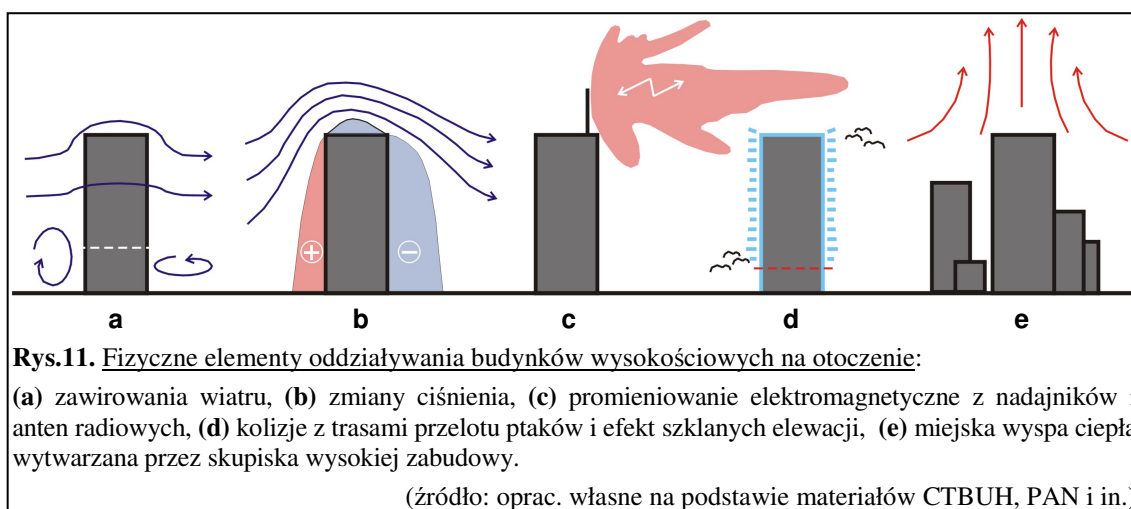 + −
a b c d e
Rys.11. Fizyczne elementy oddziaływania budynków wysokościowych na otoczenie:
(a) zawirowania wiatru, (b) zmiany ciśnienia, (c) promieniowanie elektromagnetyczne z nadajników i
anten radiowych, (d) kolizje z trasami przelotu ptaków i efekt szklanych elewacji, (e) miejska wyspa ciepła
wytwarzana przez skupiska wysokiej zabudowy.
(źródło: oprac. własne na podstawie materiałów CTBUH, PAN i in.)